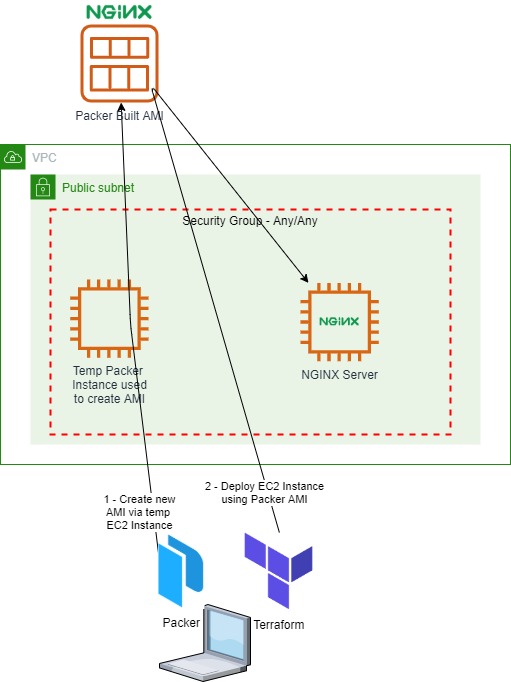 NGINX
Packer Built AMI
VPC
Public subnet
Security Group - Any/Any
NGINX
Temp Packer
Instance used
to create AMI
NGINX Server
1 - Create new
AMI via temp
EC2 Instance
2 - Deploy EC2 Instance
using Packer AMI
Packer
Terraform